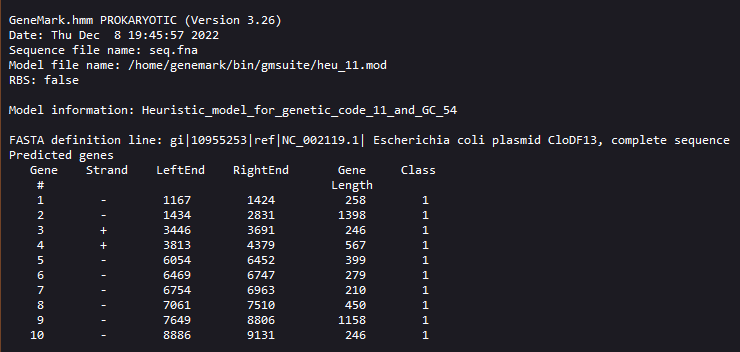 GeneMark.hmm PROKARYOTIC (Version 3.26)
Date: Thu Dec  8 19:45:57 2022
Sequence file name: seq.fna
Model file name: /home/genemark/bin/gmsuite/heu_11.mod
RBS: false
Model information: Heuristic_model_for_genetic_code_11_and_GC_54
FASTA definition line: gi|10955253|ref|NC_002119.1| Escherichia coli plasmid CloDF13, complete sequence
Predicted genes
Gene Strand LeftEnd RightEnd Gene Class
# Length
1 - 1167 1424 258 1
2 - 1434 2831 1398 1
3 + 3446 3691 246 1
4 + 3813 4379 567 1
5 - 6054 6452 399 1
6 - 6469 6747 279 1
7 - 6754 6963 210 1
8 - 7061 7510 450 1
9 - 7649 8806 1158 1
10 - 8886 9131 246 1